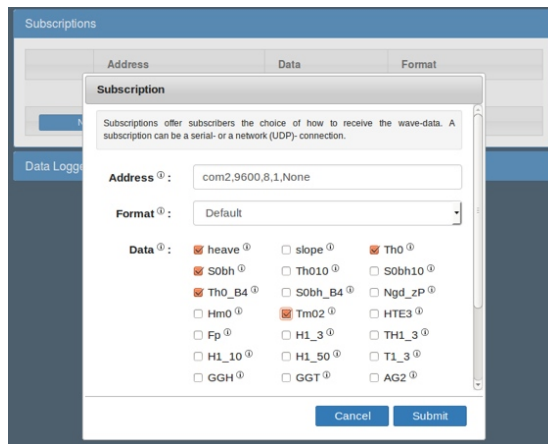 Subscriptions
Address Data Format
Subscription
Subscriptions offer subscribers the choice of how to receive the wave-data. A
subscription can be a serial- or a network (UDP)- connection.
N
Data Logge
Address ⓘ : com2,9600,8,1,None
Format ⓘ : Default
Data ⓘ : heave ⓘ slope ⓘ Th0 ⓘ
S0bh ⓘ Th010 ⓘ S0bh10 ⓘ
Th0_B4 ⓘ S0bh_B4 ⓘ Ngd_zP ⓘ
Hm0 ⓘ Tm02 ⓘ HTE3 ⓘ
Fp ⓘ H1_3 ⓘ TH1_3 ⓘ
H1_10 ⓘ H1_50 ⓘ T1_3 ⓘ
GGH ⓘ GGT ⓘ AG2 ⓘ
Cancel Submit